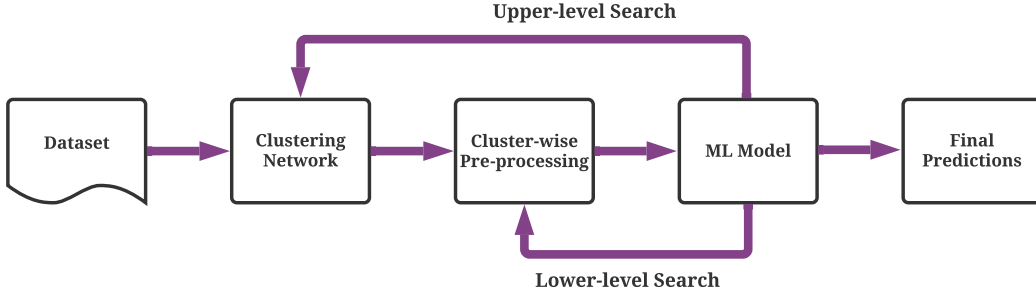 Upper-level Search
Dataset
Clustering
Network
Cluster-wise
Pre-processing
ML Model
Final
Predictions
Lower-level Search